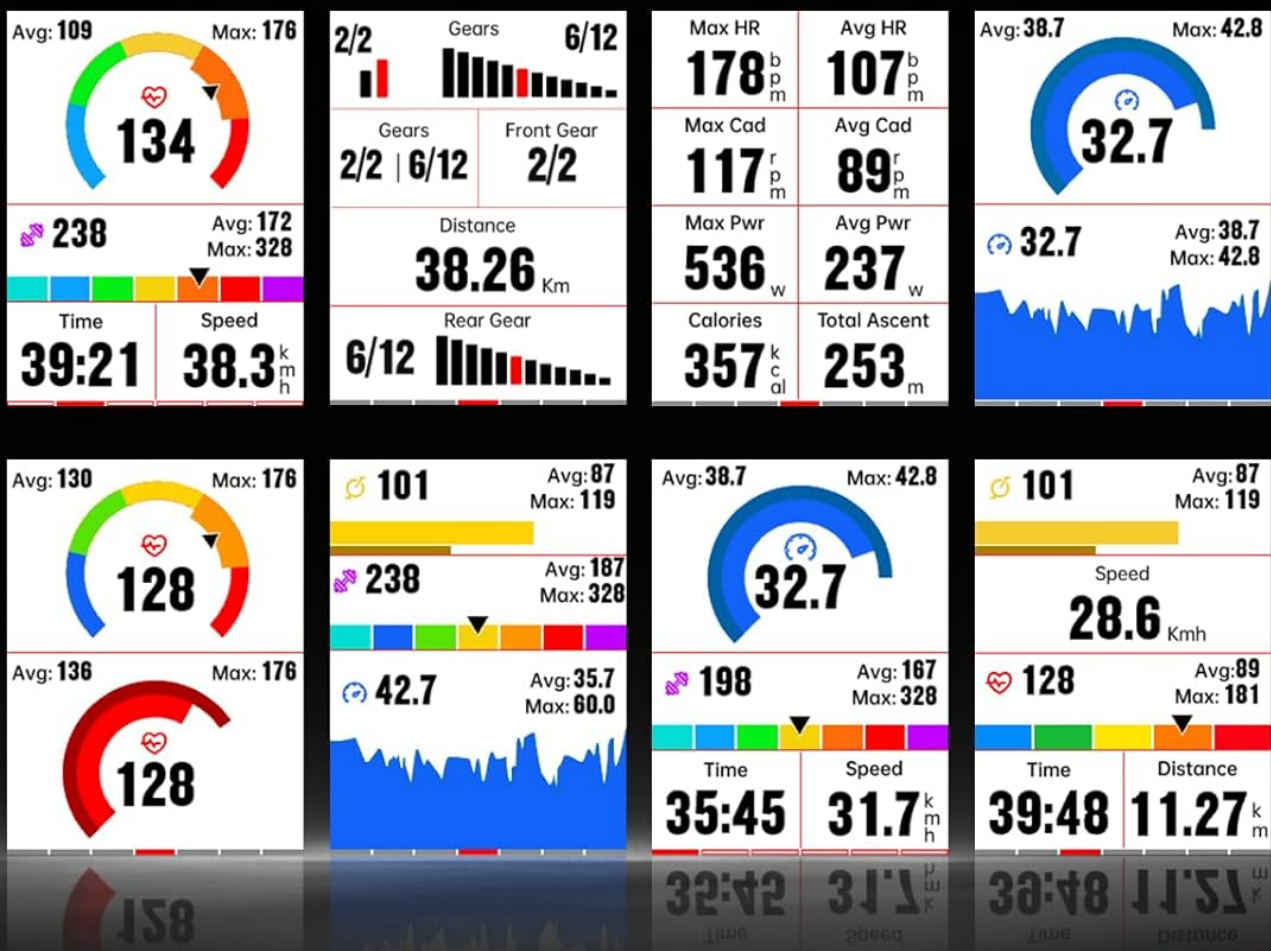 Avg: 109 Max: 176
134
238 Avg: 172
Max: 328
Time Speed
39:21 38.3 kmh
2/2 Gears 6/12
Gears Front Gear
2/2 | 6/12 2/2
Distance
38.26 Km
Rear Gear
6/12
Max HR Avg HR
178 bpm 107 bpm
Max Cad Avg Cad
117 rpm 89 rpm
Max Pwr Avg Pwr
536 w 237 w
Calories Total Ascent
357 kcal 253 m
Avg: 38.7 Max: 42.8
32.7
32.7 Avg: 38.7
Max: 42.8
Avg: 130 Max: 176
128
Avg: 136 Max: 176
128
101 Avg: 87
Max: 119
238 Avg: 187
Max: 328
42.7 Avg: 35.7
Max: 60.0
Avg: 38.7 Max: 42.8
32.7
198 Avg: 167
Max: 328
Time Speed
35:45 31.7 kmh
101 Avg: 87
Max: 119
Speed
28.6 Kmh
128 Avg: 89
Max: 181
Time Distance
39:48 11.27 km